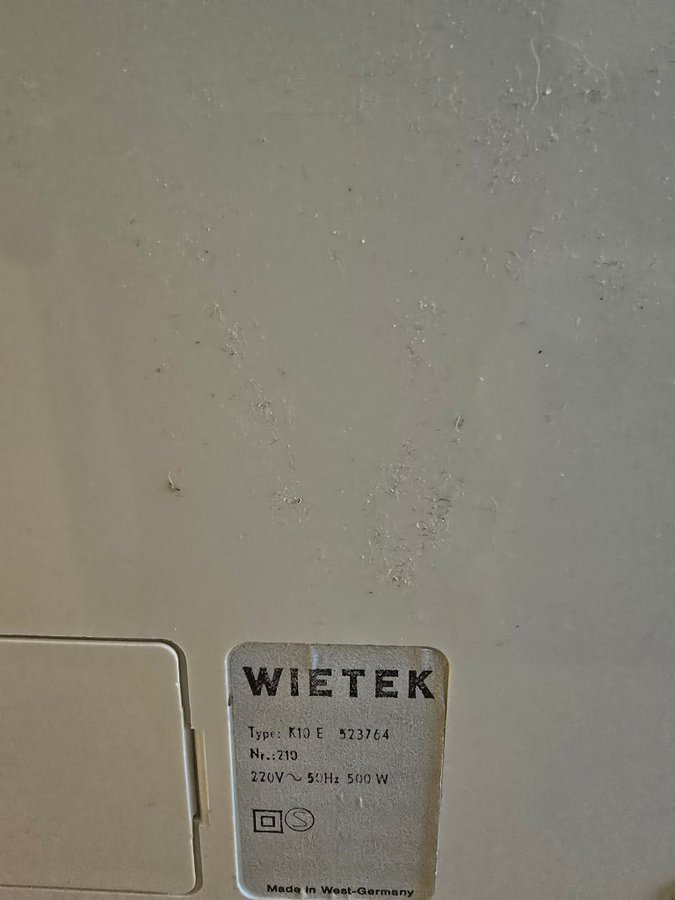 WIETEK
Type: K10 E 523764
Nr.:210
220V~ 50Hz 500 W
S
Made in West-Germany